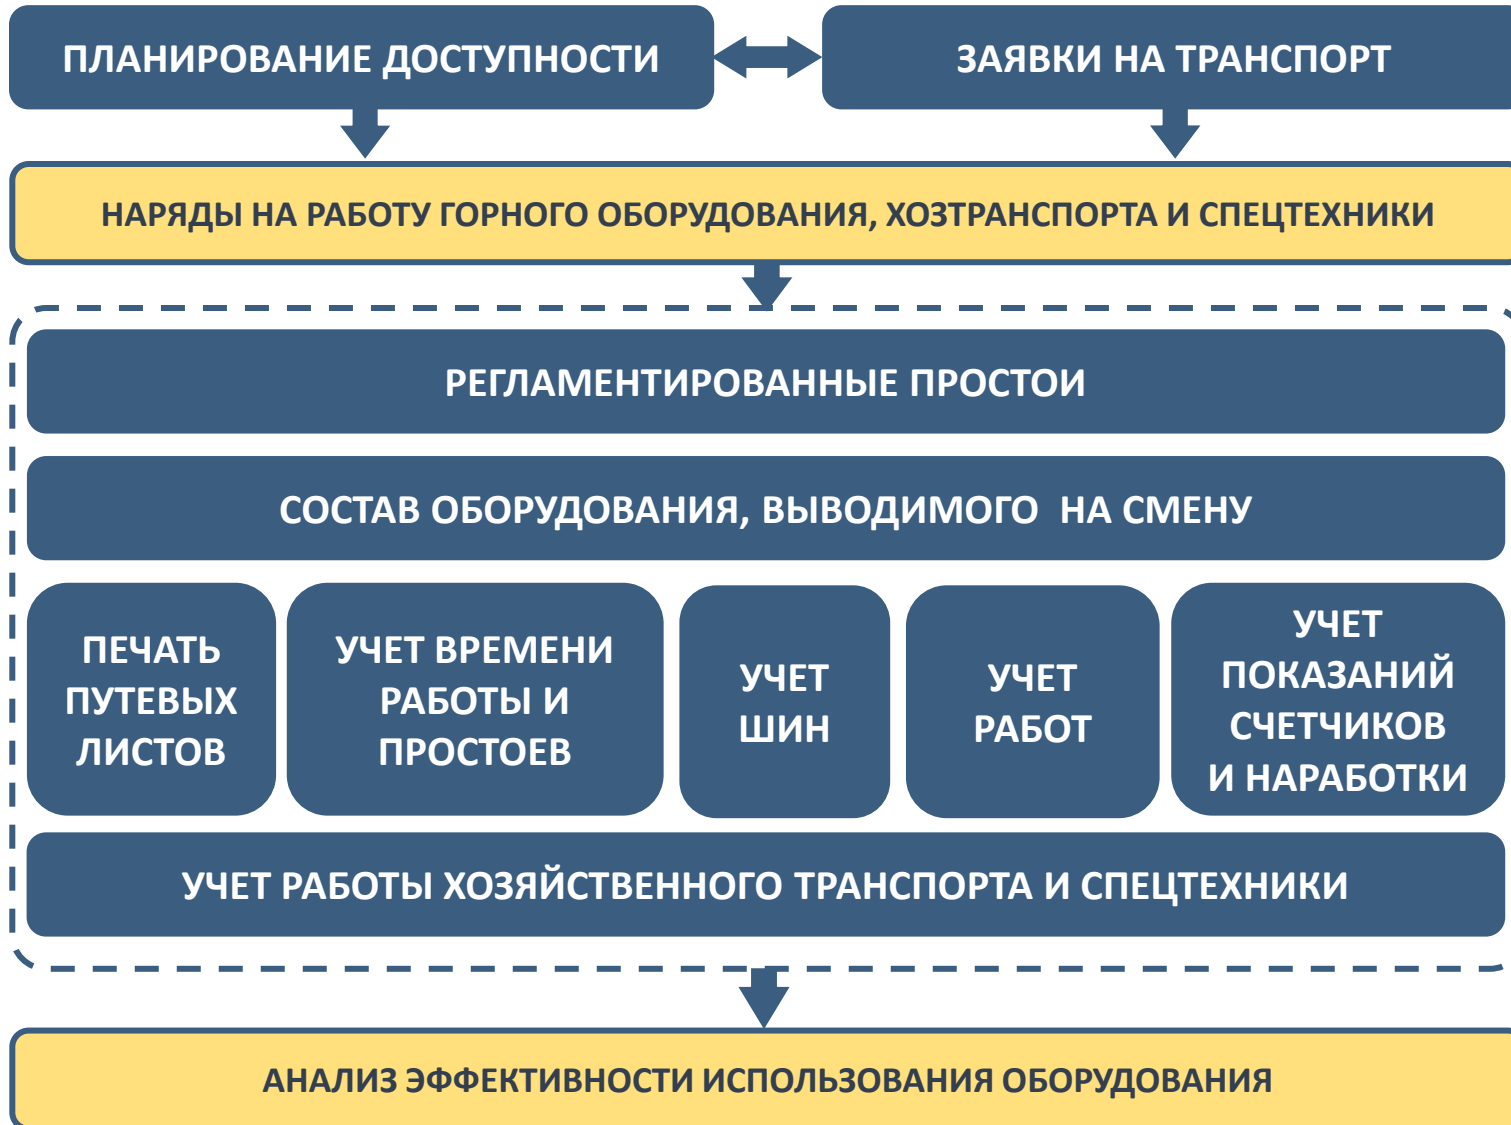 ПЛАНИРОВАНИЕ ДОСТУПНОСТИ
ЗАЯВКИ НА ТРАНСПОРТ
НАРЯДЫ НА РАБОТУ ГОРНОГО ОБОРУДОВАНИЯ, ХОЗТРАНСПОРТА И СПЕЦТЕХНИКИ
РЕГЛАМЕНТИРОВАННЫЕ ПРОСТОИ
СОСТАВ ОБОРУДОВАНИЯ, ВЫВОДИМОГО НА СМЕНУ
ПЕЧАТЬ
ПУТЕВЫХ
ЛИСТОВ
УЧЕТ ВРЕМЕНИ
РАБОТЫ И
ПРОСТОЕВ
УЧЕТ
ШИН
УЧЕТ
РАБОТ
УЧЕТ
ПОКАЗАНИЙ
СЧЕТЧИКОВ
И НАРАБОТКИ
УЧЕТ РАБОТЫ ХОЗЯЙСТВЕННОГО ТРАНСПОРТА И СПЕЦТЕХНИКИ
АНАЛИЗ ЭФФЕКТИВНОСТИ ИСПОЛЬЗОВАНИЯ ОБОРУДОВАНИЯ